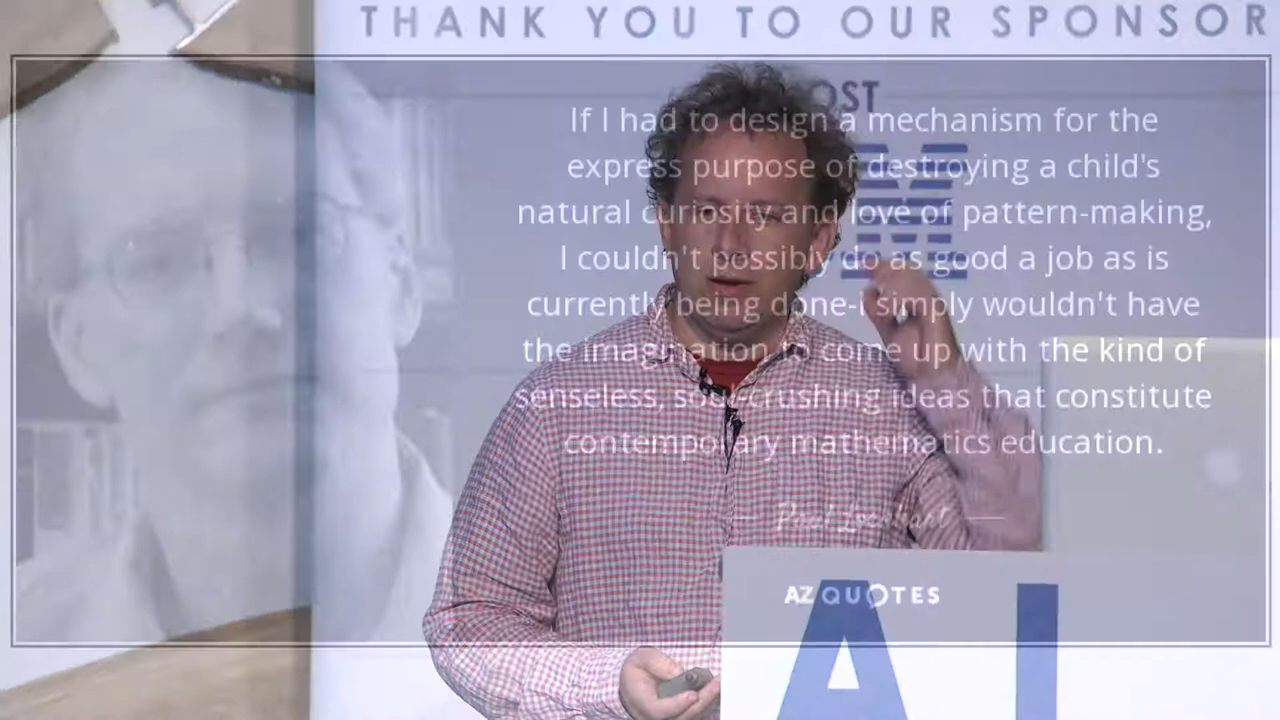 THANK YOU TO OUR SPONSOR
OST
If I had to design a mechanism for the
express purpose of destroying a child's
natural curiosity and love of pattern-making,
I couldn't possibly do as good a job as is
currently being done-I simply wouldn't have
the imagination to come up with the kind of
senseless, soul-crushing ideas that constitute
contemporary mathematics education.
Paul Lockhart
AZ QUOTES
AI